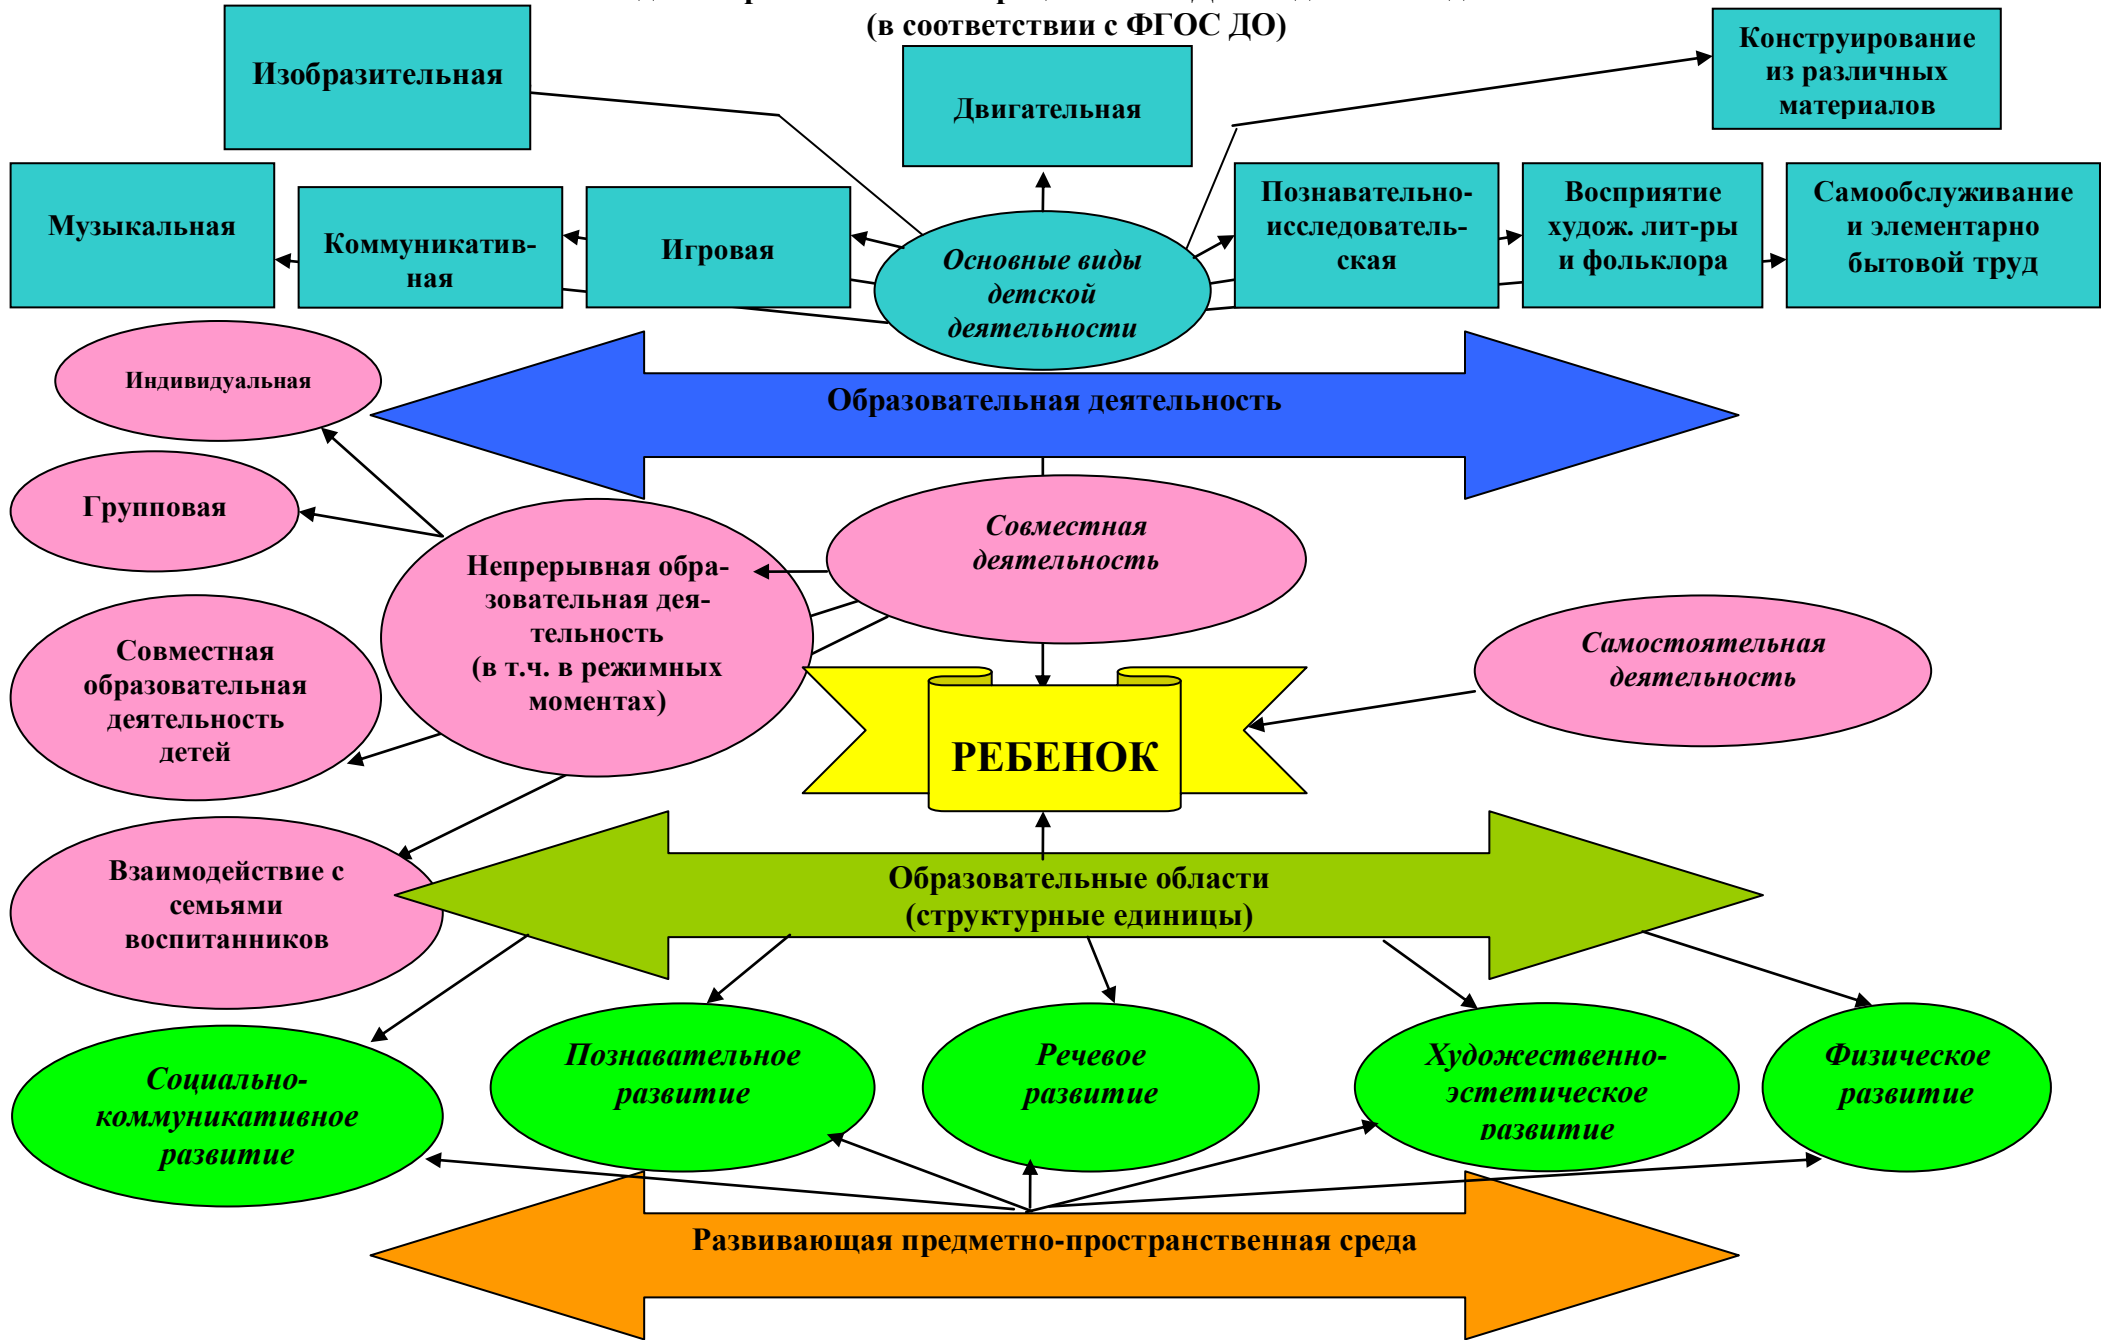 (в соответствии с ФГОС ДО)
Изобразительная
Двигательная
Конструирование
из различных
материалов
Музыкальная
Коммуникатив-
ная
Игровая
Основные виды
детской
деятельности
Познавательно-
исследователь-
ская
Восприятие
худож. лит-ры
и фольклора
Самообслуживание
и элементарно
бытовой труд
Индивидуальная
Образовательная деятельность
Групповая
Совместная
деятельность
Непрерывная обра-
зовательная дея-
тельность
(в т.ч. в режимных
моментах)
Самостоятельная
деятельность
Совместная
образовательная
деятельность
детей
РЕБЕНОК
Взаимодействие с
семьями
воспитанников
Образовательные области
(структурные единицы)
Социально-
коммуникативное
развитие
Познавательное
развитие
Речевое
развитие
Художественно-
эстетическое
развитие
Физическое
развитие
Развивающая предметно-пространственная среда